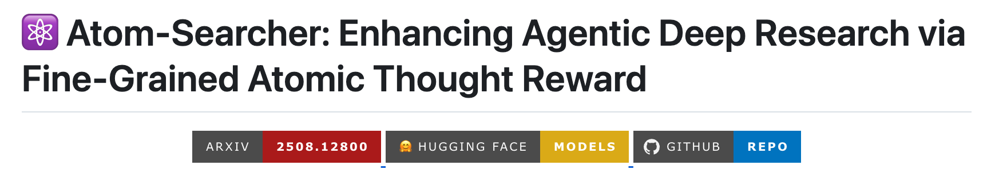 Atom-Searcher: Enhancing Agentic Deep Research via
Fine-Grained Atomic Thought Reward
ARXIV 2508.12800 HUGGING FACE MODELS GITHUB REPO